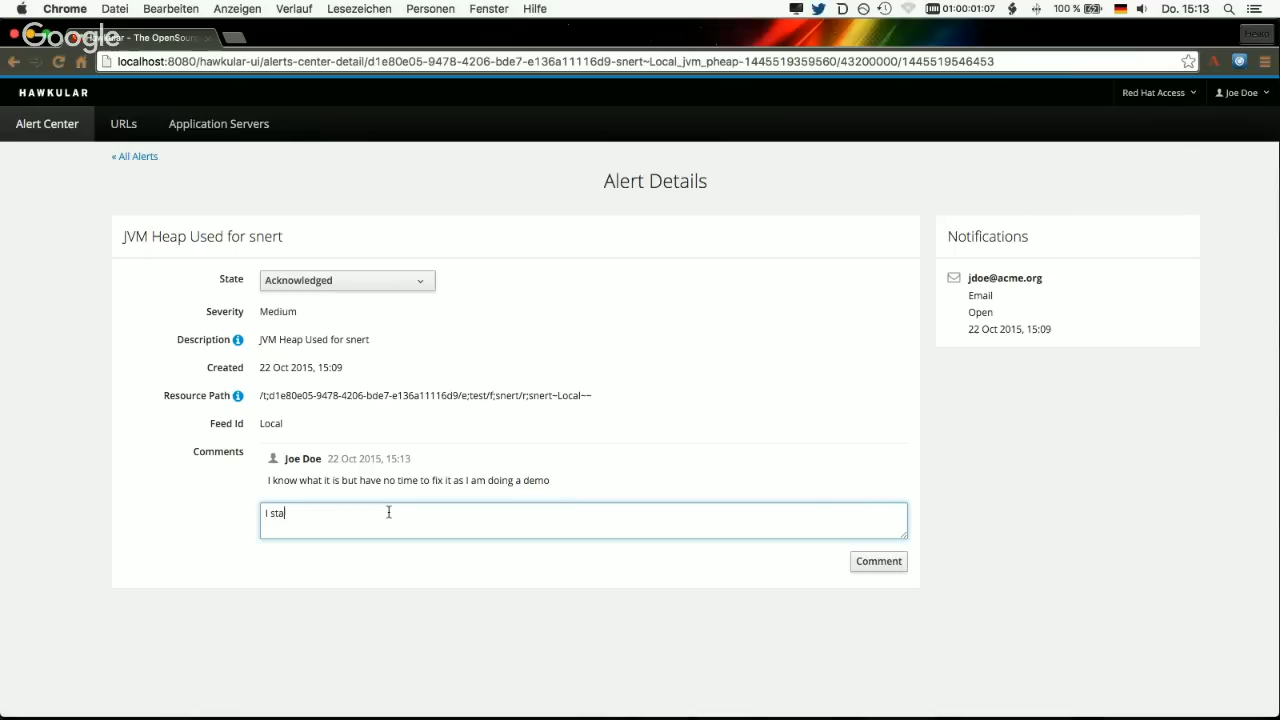 Chrome Datei Bearbeiten Anzeigen Verlauf Lesezeichen Personen Fenster Hilfe 01:00:01:07 100 % Do. 15:13
Google
Hawkular - The OpenSour
Heiko
localhost:8080/hawkular-ui/alerts-center-detail/d1e80e05-9478-4206-bde7-e136a11116d9-snert~Local_jvm_pheap-1445519359560/43200000/1445519546453
HAWKULAR Red Hat Access Joe Doe
Alert Center URLs Application Servers
« All Alerts
Alert Details
JVM Heap Used for snert
State Acknowledged
Severity Medium
Description JVM Heap Used for snert
Created 22 Oct 2015, 15:09
Resource Path /t;d1e80e05-9478-4206-bde7-e136a11116d9/e;test/f;snert/r;snert~Local~~
Feed Id Local
Comments
Joe Doe 22 Oct 2015, 15:13
I know what it is but have no time to fix it as I am doing a demo
I sta
Comment
Notifications
jdoe@acme.org
Email
Open
22 Oct 2015, 15:09